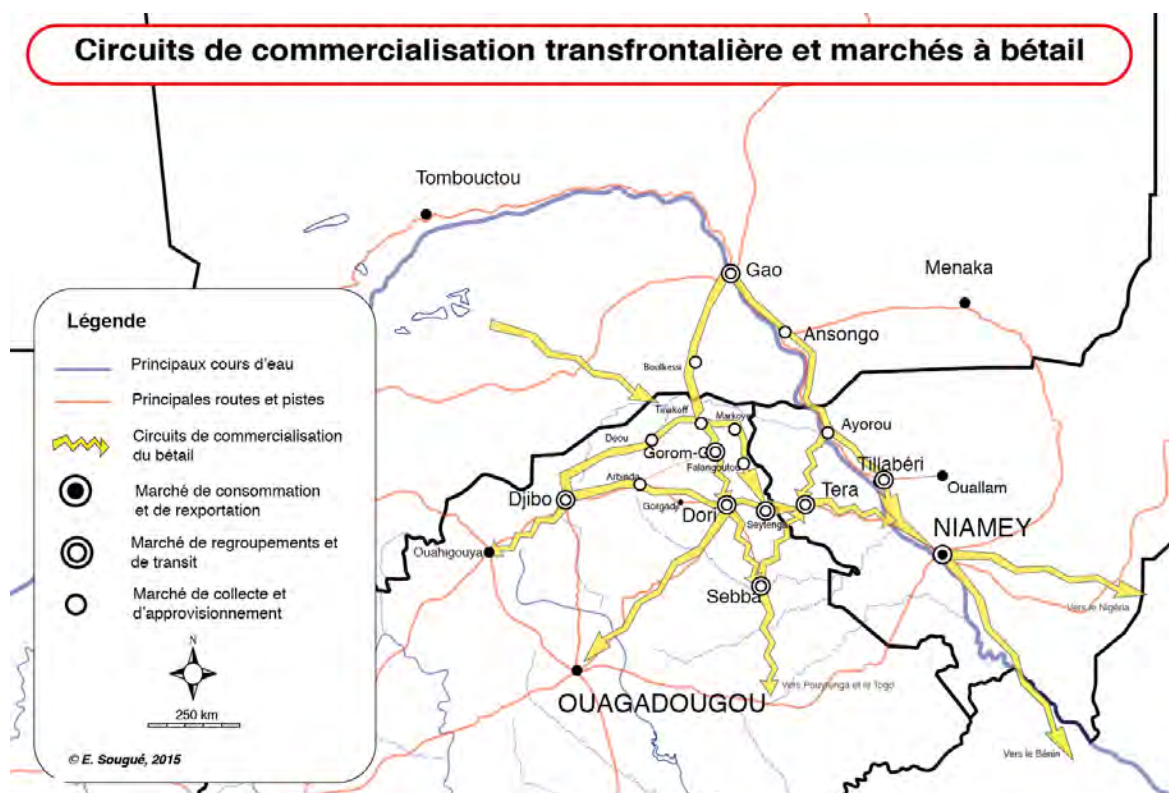 Circuits de commercialisation transfrontalière et marchés à bétail
Tombouctou
Gao
Menaka
Ansongo
Boulkessi
Tinakoff
Markoye
Ayorou
Déou
Gorom-G
Falangoutou
Tillabéri
Arbinda
Ouallam
Djibo
Gorgadji
Dori
Seytenga
Tera
NIAMEY
Ouahigouya
Sebba
Vers le Nigéria
Vers Pouytenga et le Togo
OUAGADOUGOU
Vers le Bénin
Légende
Principaux cours d'eau
Principales routes et pistes
Circuits de commercialisation
du bétail
Marché de consommation
et de rexportation
Marché de regroupements et
de transit
Marché de collecte et
d'approvisionnement
N
250 km
© E. Sougué, 2015